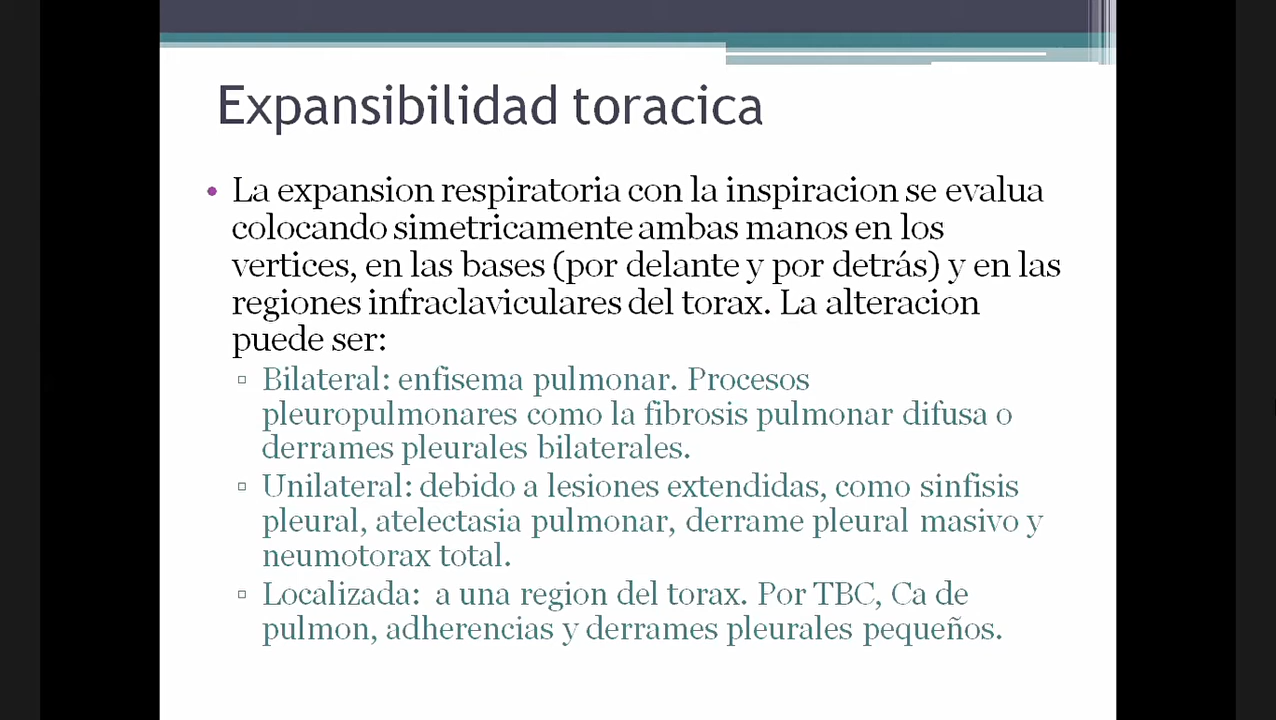 Expansibilidad toracica
• La expansion respiratoria con la inspiracion se evalua
colocando simetricamente ambas manos en los
vertices, en las bases (por delante y por detrás) y en las
regiones infraclaviculares del torax. La alteracion
puede ser:
▫ Bilateral: enfisema pulmonar. Procesos
pleuropulmonares como la fibrosis pulmonar difusa o
derrames pleurales bilaterales.
▫ Unilateral: debido a lesiones extendidas, como sinfisis
pleural, atelectasia pulmonar, derrame pleural masivo y
neumotorax total.
▫ Localizada:  a una region del torax. Por TBC, Ca de
pulmon, adherencias y derrames pleurales pequeños.